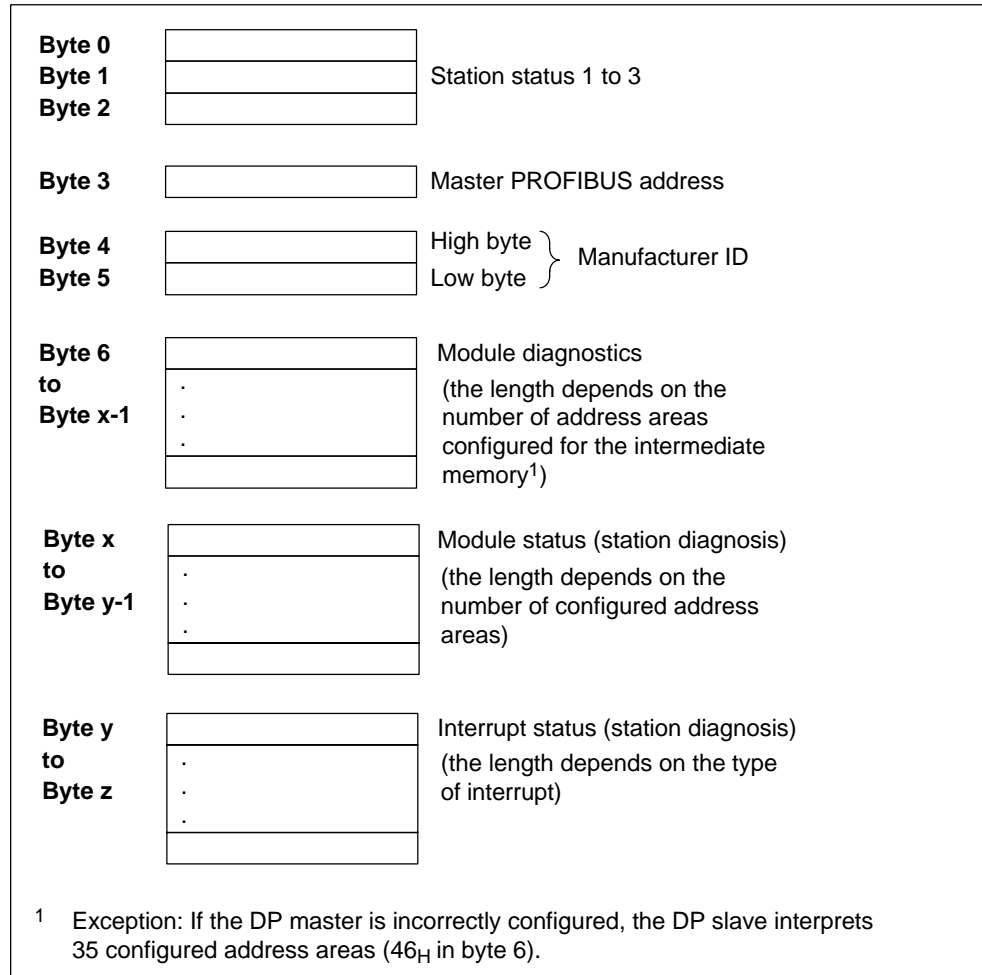 Byte 0
Byte 1 Station status 1 to 3
Byte 2
Byte 3 Master PROFIBUS address
Byte 4 High byte
Manufacturer ID
Byte 5 Low byte
Byte 6 Module diagnostics
to (the length depends on the
Byte x-1 number of address areas
configured for the intermediate
memory1)
Byte x Module status (station diagnosis)
to (the length depends on the
Byte y-1 number of configured address
areas)
Byte y Interrupt status (station diagnosis)
to (the length depends on the type
Byte z of interrupt)
1 Exception: If the DP master is incorrectly configured, the DP slave interprets
35 configured address areas (46H in byte 6).